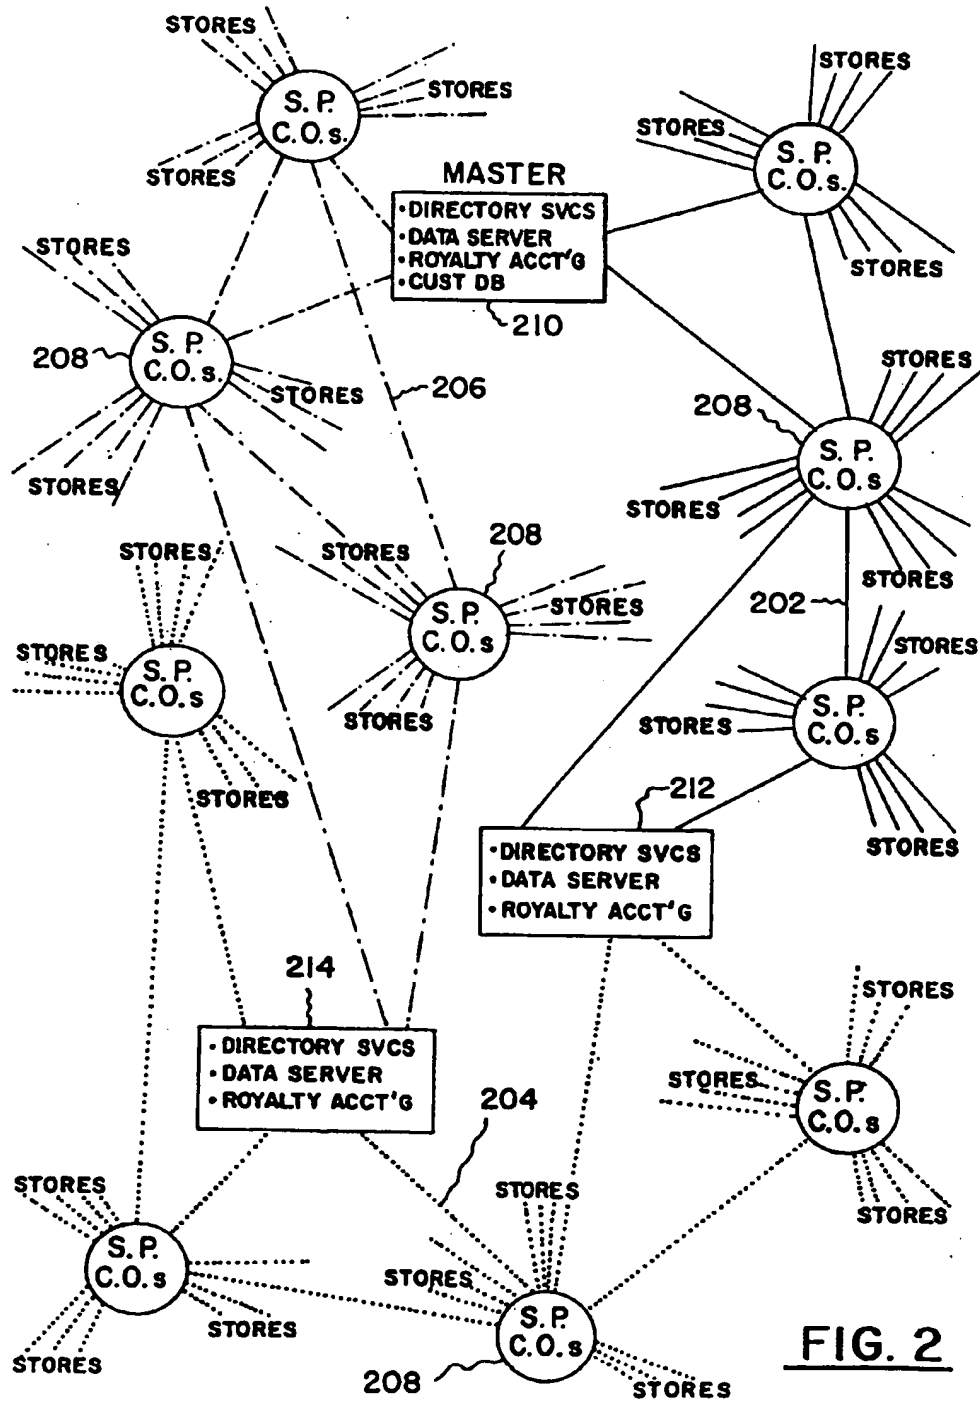 STORES
S. P.
C.O.s.
STORES
STORES
STORES
S. P.
C.O.s.
STORES
STORES
MASTER
•DIRECTORY SVCS
•DATA SERVER
•ROYALTY ACCT'G
•CUST DB
210
STORES
208
S. P.
C.O.s.
STORES
STORES
206
STORES
208
S. P.
C.O.s
STORES
STORES
202
STORES
208
S. P.
C.O.s
STORES
STORES
STORES
STORES
S. P.
C.O.s
STORES
STORES
S. P.
C.O.s
STORES
STORES
212
•DIRECTORY SVCS
•DATA SERVER
•ROYALTY ACCT'G
214
•DIRECTORY SVCS
•DATA SERVER
•ROYALTY ACCT'G
204
STORES
STORES
S. P.
C.O.s
STORES
STORES
S. P.
C.O.s
STORES
STORES
STORES
STORES
S. P.
C.O.s
208
STORES
FIG. 2